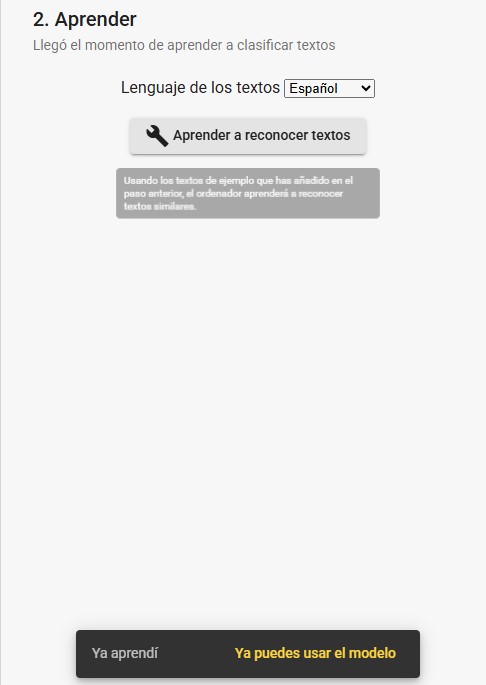 2. Aprender
Llegó el momento de aprender a clasificar textos
Lenguaje de los textos Español
Aprender a reconocer textos
Usando los textos de ejemplo que has añadido en el
paso anterior, el ordenador aprenderá a reconocer
textos similares.
Ya aprendí Ya puedes usar el modelo